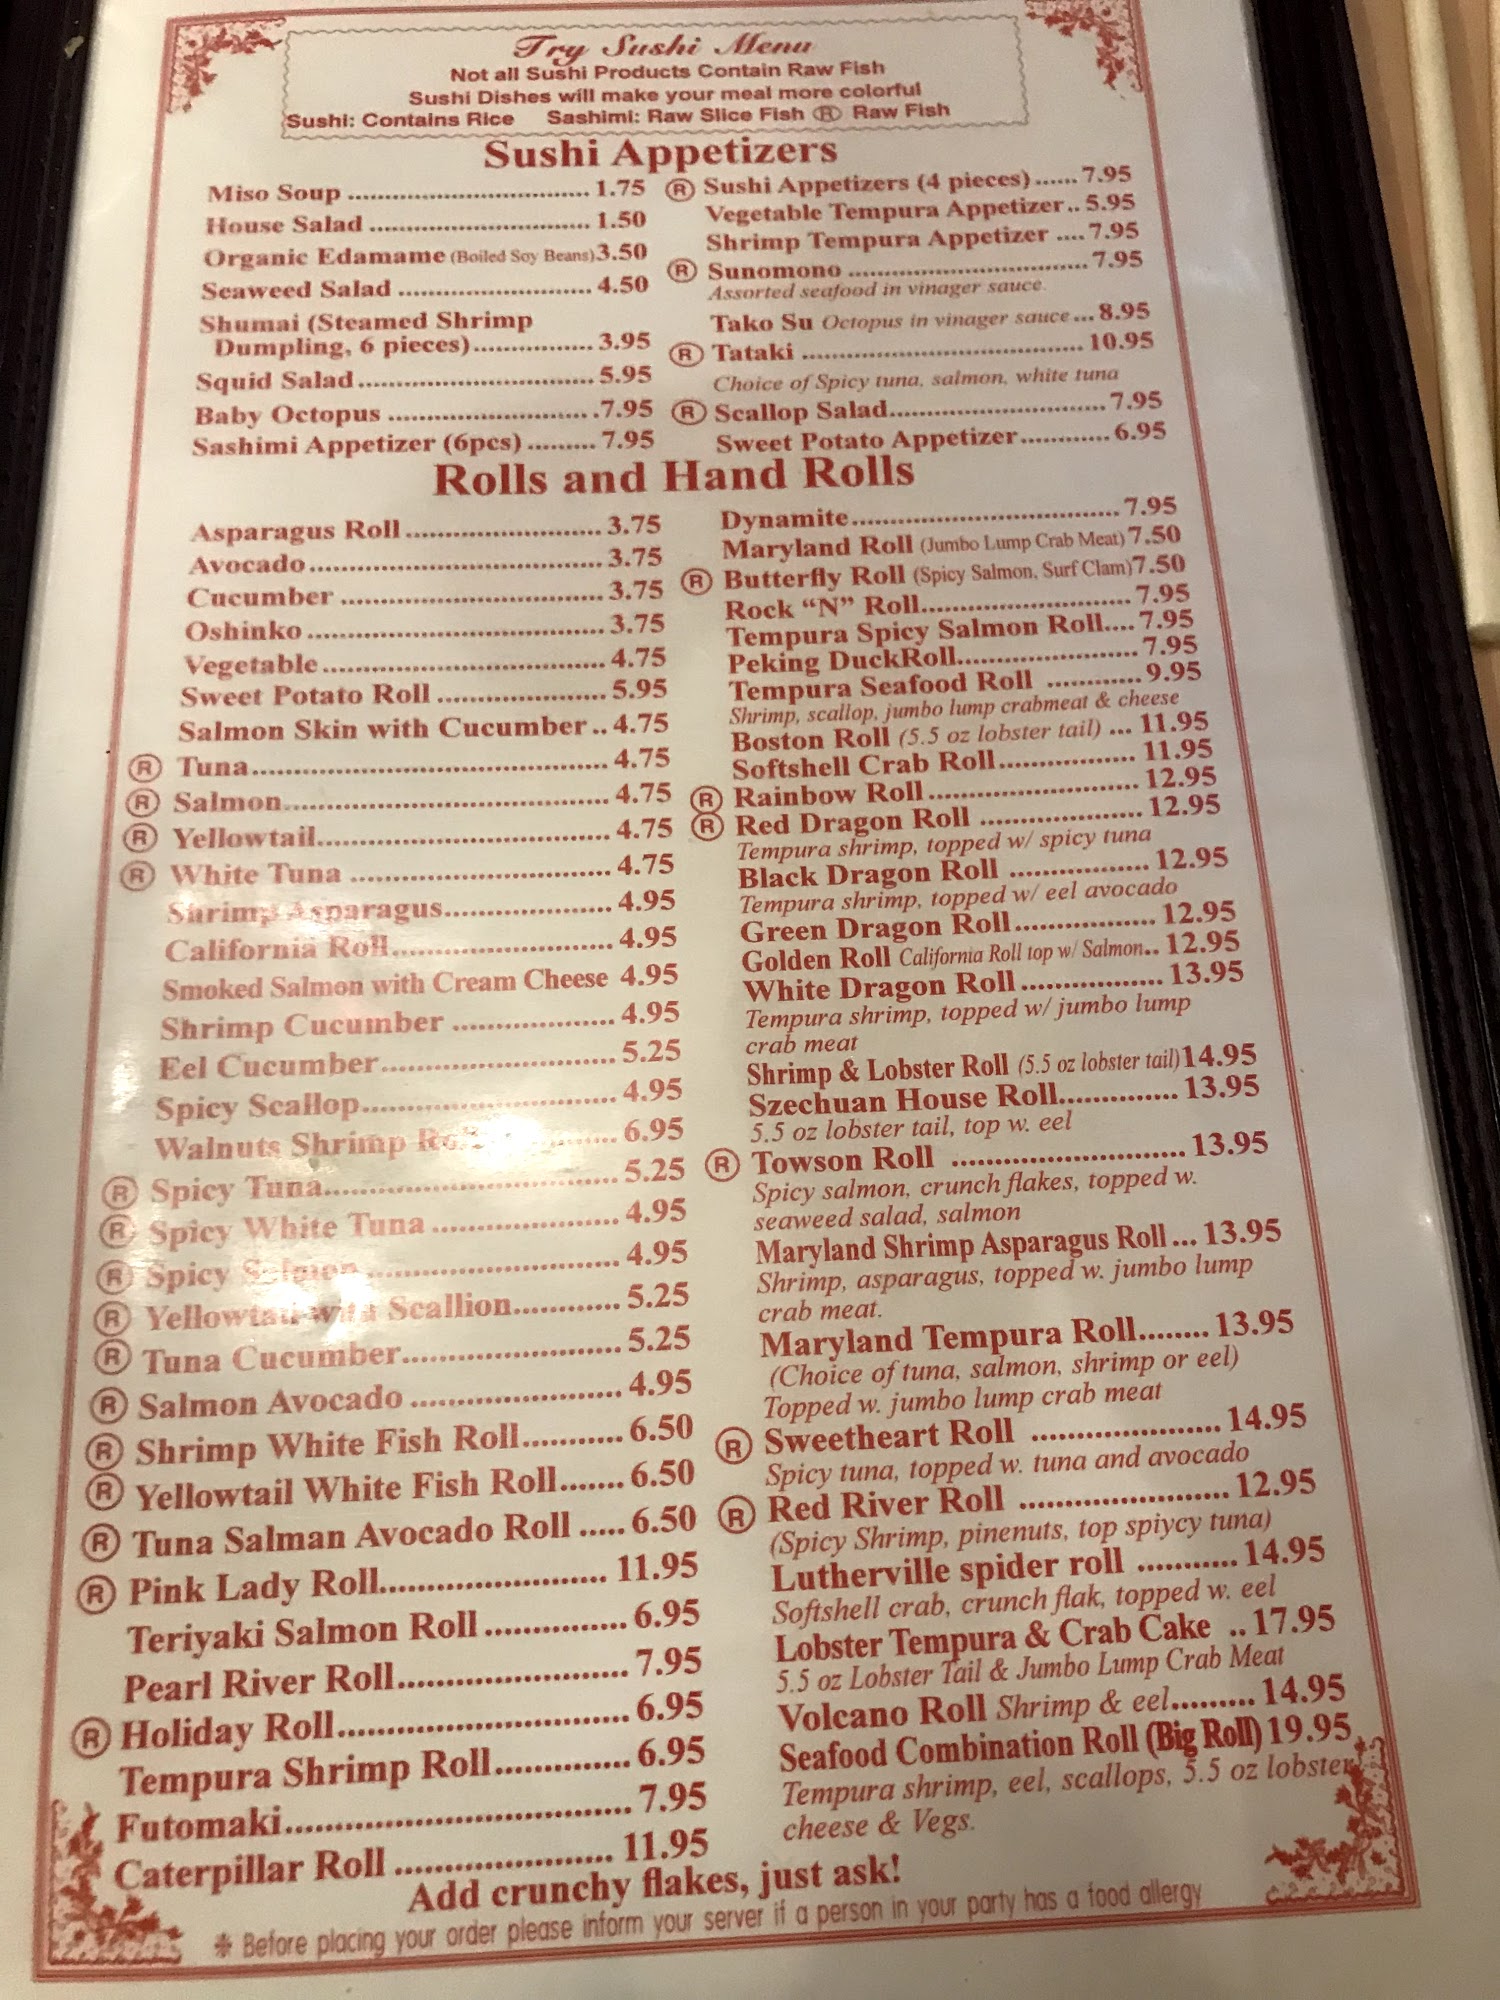 Try Sushi Menu
Not all Sushi Products Contain Raw Fish
Sushi Dishes will make your meal more colorful
Sushi: Contains Rice Sashimi: Raw Slice Fish Ⓡ Raw Fish
Sushi Appetizers
Miso Soup ............................... 1.75
House Salad ............................ 1.50
Organic Edamame (Boiled Soy Beans)3.50
Seaweed Salad ......................... 4.50
Shumai (Steamed Shrimp
Dumpling, 6 pieces)................ 3.95
Squid Salad............................... 5.95
Baby Octopus ........................... .7.95
Sashimi Appetizer (6pcs) ......... 7.95
Ⓡ Sushi Appetizers (4 pieces)...... 7.95
Vegetable Tempura Appetizer.. 5.95
Shrimp Tempura Appetizer .... 7.95
Ⓡ Sunomono ............................... 7.95
Assorted seafood in vinager sauce.
Tako Su Octopus in vinager sauce... 8.95
Ⓡ Tataki ..................................... 10.95
Choice of Spicy tuna, salmon, white tuna
Ⓡ Scallop Salad............................ 7.95
Sweet Potato Appetizer............ 6.95
Rolls and Hand Rolls
Asparagus Roll ......................... 3.75
Avocado..................................... 3.75
Cucumber ................................. 3.75
Oshinko ..................................... 3.75
Vegetable................................... 4.75
Sweet Potato Roll ..................... 5.95
Salmon Skin with Cucumber .. 4.75
Ⓡ Tuna........................................... 4.75
Ⓡ Salmon....................................... 4.75
Ⓡ Yellowtail................................... 4.75
Ⓡ White Tuna ............................... 4.75
Shrimp Asparagus.................... 4.95
California Roll.......................... 4.95
Smoked Salmon with Cream Cheese 4.95
Shrimp Cucumber ................... 4.95
Eel Cucumber........................... 5.25
Spicy Scallop............................. 4.95
Walnuts Shrimp Roll ......... 6.95
Ⓡ Spicy Tuna................................ 5.25
Ⓡ Spicy White Tuna ..................... 4.95
Ⓡ Spicy Salmon............................ 4.95
Ⓡ Yellowtail with Scallion............ 5.25
Ⓡ Tuna Cucumber........................ 5.25
Ⓡ Salmon Avocado ....................... 4.95
Ⓡ Shrimp White Fish Roll........... 6.50
Ⓡ Yellowtail White Fish Roll....... 6.50
Ⓡ Tuna Salman Avocado Roll ..... 6.50
Ⓡ Pink Lady Roll......................... 11.95
Teriyaki Salmon Roll ............... 6.95
Pearl River Roll........................ 7.95
Ⓡ Holiday Roll.............................. 6.95
Tempura Shrimp Roll.............. 6.95
Futomaki................................... 7.95
Caterpillar Roll ....................... 11.95
Dynamite................................... 7.95
Maryland Roll (Jumbo Lump Crab Meat) 7.50
Ⓡ Butterfly Roll (Spicy Salmon, Surf Clam)7.50
Rock “N” Roll........................... 7.95
Tempura Spicy Salmon Roll.... 7.95
Peking DuckRoll....................... 7.95
Tempura Seafood Roll ............ 9.95
Shrimp, scallop, jumbo lump crabmeat & cheese
Boston Roll (5.5 oz lobster tail) ... 11.95
Softshell Crab Roll................. 11.95
Ⓡ Rainbow Roll .......................... 12.95
Ⓡ Red Dragon Roll .................... 12.95
Tempura shrimp, topped w/ spicy tuna
Black Dragon Roll ................. 12.95
Tempura shrimp, topped w/ eel avocado
Green Dragon Roll................. 12.95
Golden Roll California Roll top w/ Salmon.. 12.95
White Dragon Roll ................. 13.95
Tempura shrimp, topped w/ jumbo lump
crab meat
Shrimp & Lobster Roll (5.5 oz lobster tail)14.95
Szechuan House Roll.............. 13.95
5.5 oz lobster tail, top w. eel
Ⓡ Towson Roll ........................... 13.95
Spicy salmon, crunch flakes, topped w.
seaweed salad, salmon
Maryland Shrimp Asparagus Roll ... 13.95
Shrimp, asparagus, topped w. jumbo lump
crab meat.
Maryland Tempura Roll........ 13.95
(Choice of tuna, salmon, shrimp or eel)
Topped w. jumbo lump crab meat
Ⓡ Sweetheart Roll ..................... 14.95
Spicy tuna, topped w. tuna and avocado
Ⓡ Red River Roll ....................... 12.95
(Spicy Shrimp, pinenuts, top spiycy tuna)
Lutherville spider roll ........... 14.95
Softshell crab, crunch flak, topped w. eel
Lobster Tempura & Crab Cake .. 17.95
5.5 oz Lobster Tail & Jumbo Lump Crab Meat
Volcano Roll Shrimp & eel......... 14.95
Seafood Combination Roll (Big Roll) 19.95
Tempura shrimp, eel, scallops, 5.5 oz lobster,
cheese & Vegs.
Add crunchy flakes, just ask!
❋ Before placing your order please inform your server if a person in your party has a food allergy